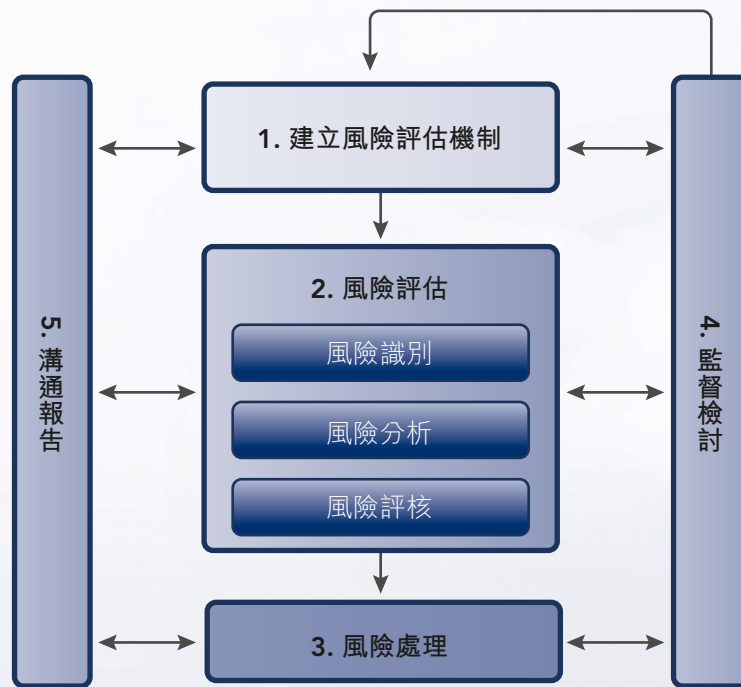 1. 建立風險評估機制
2. 風險評估
風險識別
風險分析
風險評核
3. 風險處理
4. 監督檢討
5. 溝通報告